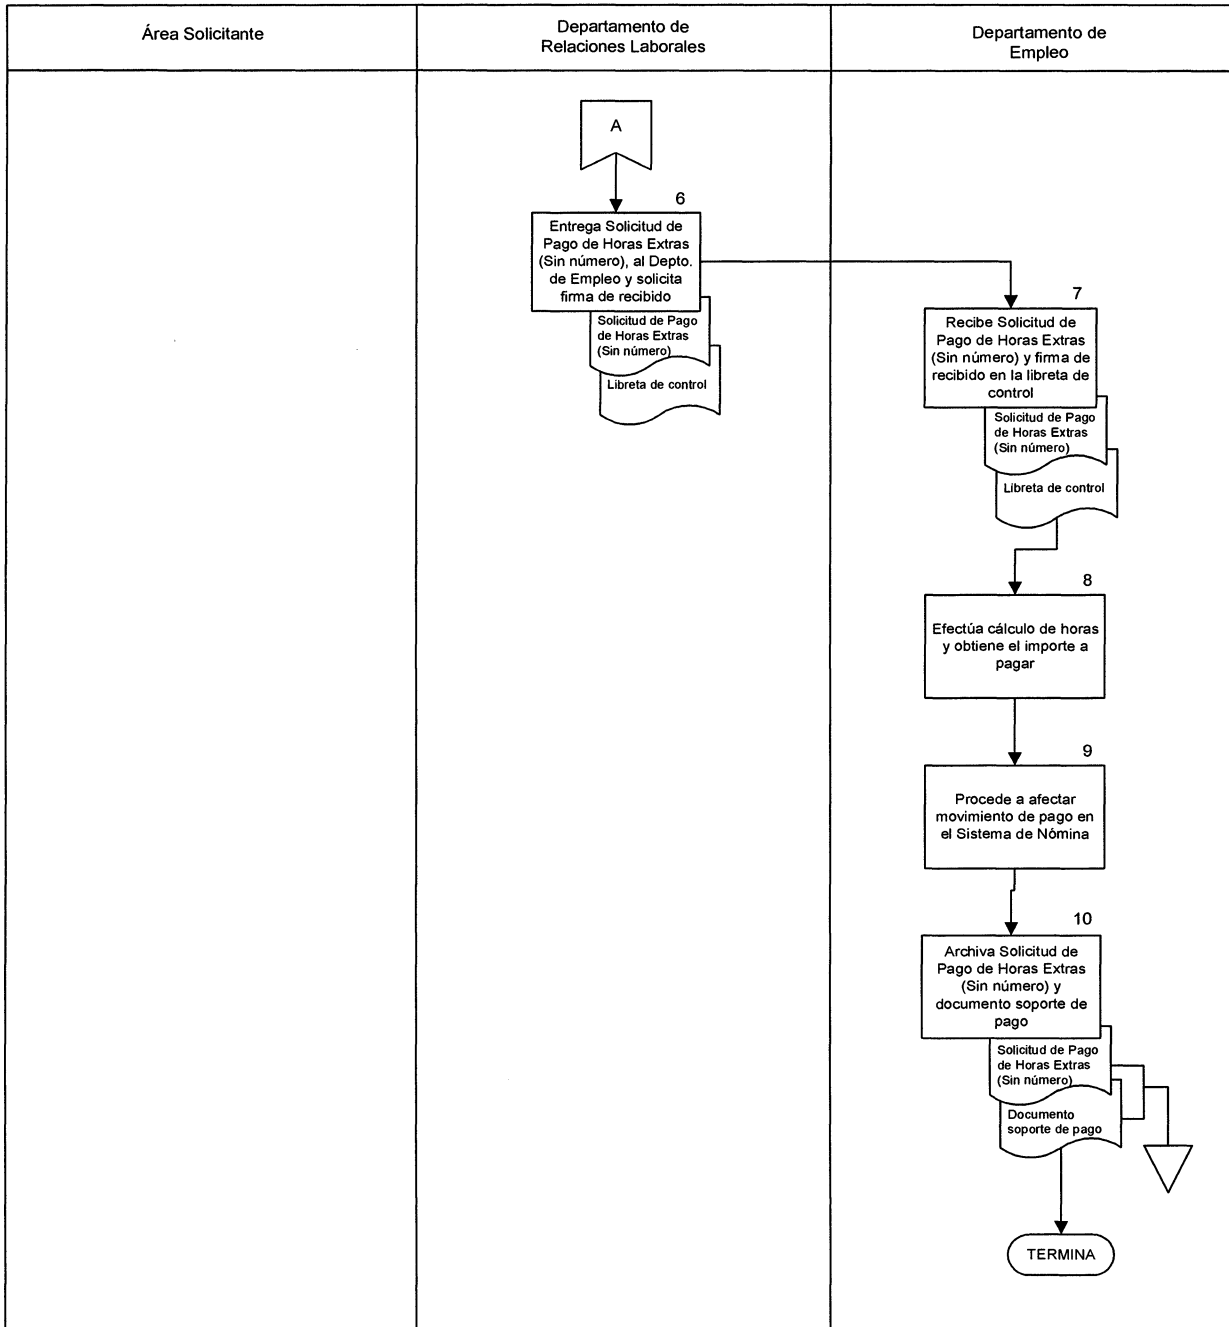 Área Solicitante
Departamento de
Relaciones Laborales
Departamento de
Empleo
A
6
Entrega Solicitud de
Pago de Horas Extras
(Sin número), al Depto.
de Empleo y solicita
firma de recibido
Solicitud de Pago
de Horas Extras
(Sin número)
Libreta de control
7
Recibe Solicitud de
Pago de Horas Extras
(Sin número) y firma de
recibido en la libreta de
control
Solicitud de Pago
de Horas Extras
(Sin número)
Libreta de control
8
Efectúa cálculo de horas
y obtiene el importe a
pagar
9
Procede a afectar
movimiento de pago en
el Sistema de Nómina
10
Archiva Solicitud de
Pago de Horas Extras
(Sin número) y
documento soporte de
pago
Solicitud de Pago
de Horas Extras
(Sin número)
Documento
soporte de pago
TERMINA